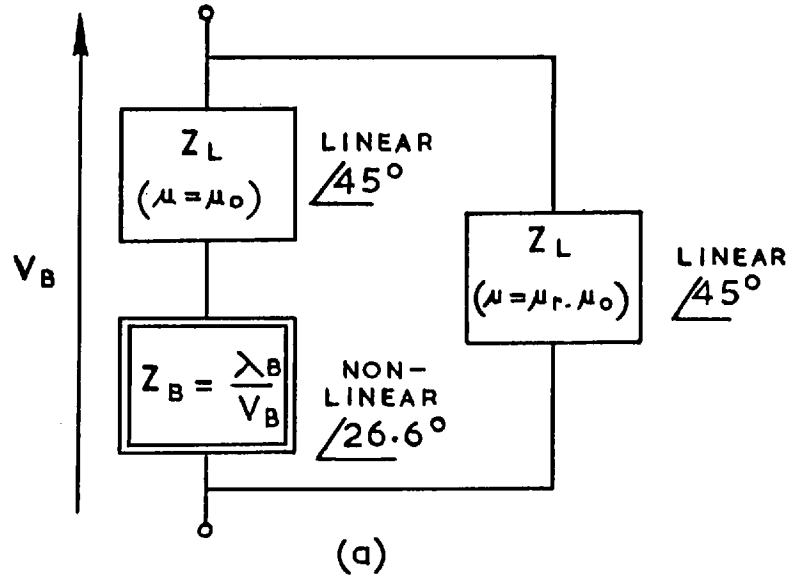 Z_L
(μ = μ_0)
LINEAR
∠45°
V_B
Z_B = λ_B / V_B
NON-
LINEAR
∠26.6°
Z_L
(μ = μ_r. μ_0)
LINEAR
∠45°
(a)